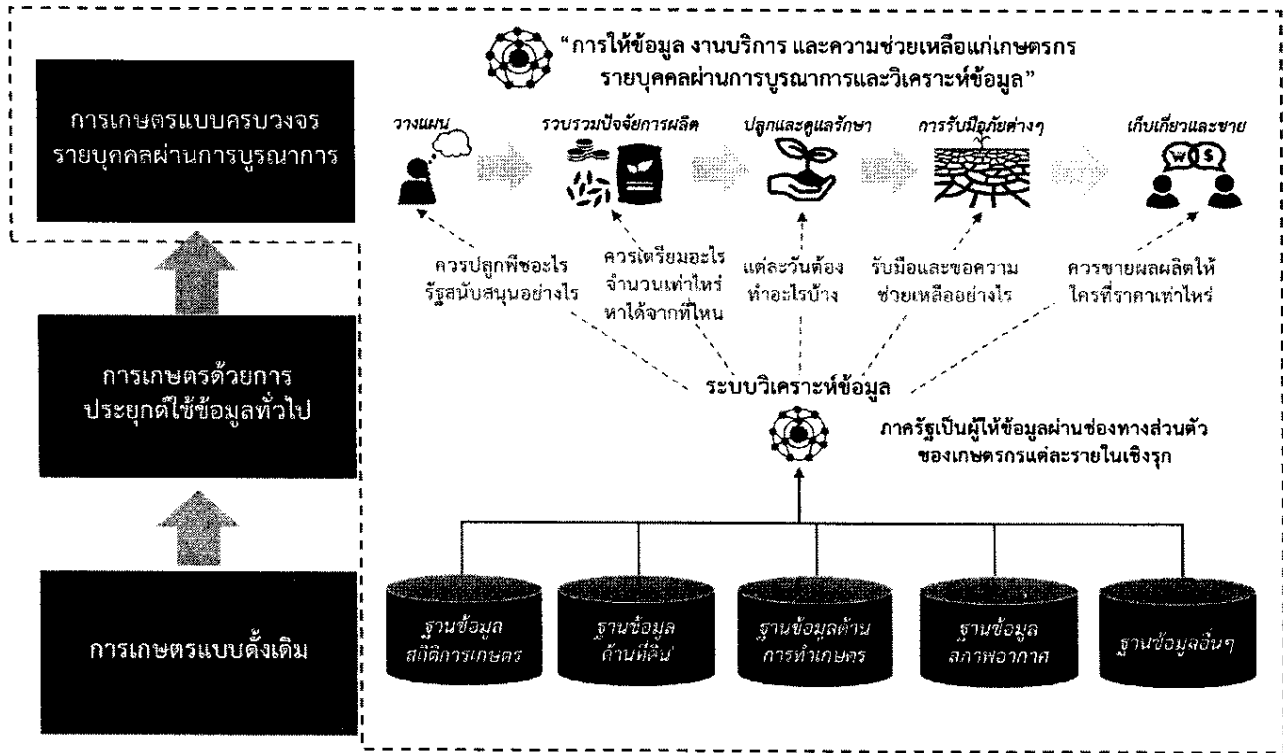 "การให้ข้อมูล งานบริการ และความช่วยเหลือแก่เกษตรกร
รายบุคคลผ่านการบูรณาการและวิเคราะห์ข้อมูล"
การเกษตรแบบครบวงจร
รายบุคคลผ่านการบูรณาการ
วางแผน
รวบรวมปัจจัยการผลิต
ปลูกและดูแลรักษา
การรับมือภัยต่างๆ
เก็บเกี่ยวและขาย
W $
ควรปลูกพืชอะไร
รัฐสนับสนุนอย่างไร
ควรเตรียมอะไร
จำนวนเท่าไหร่
หาได้จากที่ไหน
แต่ละวันต้อง
ทำอะไรบ้าง
รับมือและขอความ
ช่วยเหลืออย่างไร
ควรขายผลผลิตให้
ใครที่ราคาเท่าไหร่
การเกษตรด้วยการ
ประยุกต์ใช้ข้อมูลทั่วไป
ระบบวิเคราะห์ข้อมูล
ภาครัฐเป็นผู้ให้ข้อมูลผ่านช่องทางส่วนตัว
ของเกษตรกรแต่ละรายในเชิงรุก
การเกษตรแบบดั้งเดิม
ฐานข้อมูล
สถิติการเกษตร
ฐานข้อมูล
ด้านที่ดิน
ฐานข้อมูลด้าน
การทำเกษตร
ฐานข้อมูล
สภาพอากาศ
ฐานข้อมูลอื่นๆ